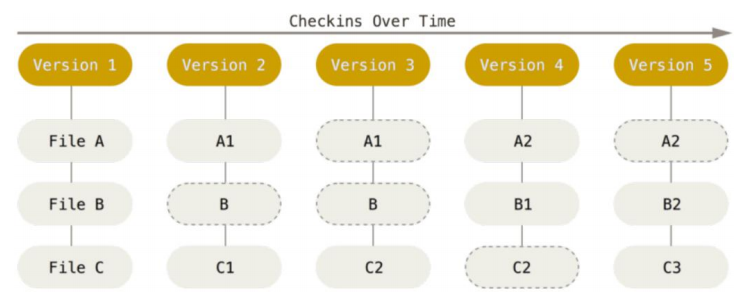 Checkins Over Time
Version 1 Version 2 Version 3 Version 4 Version 5
File A A1 A1 A2 A2
File B B B B1 B2
File C C1 C2 C2 C3